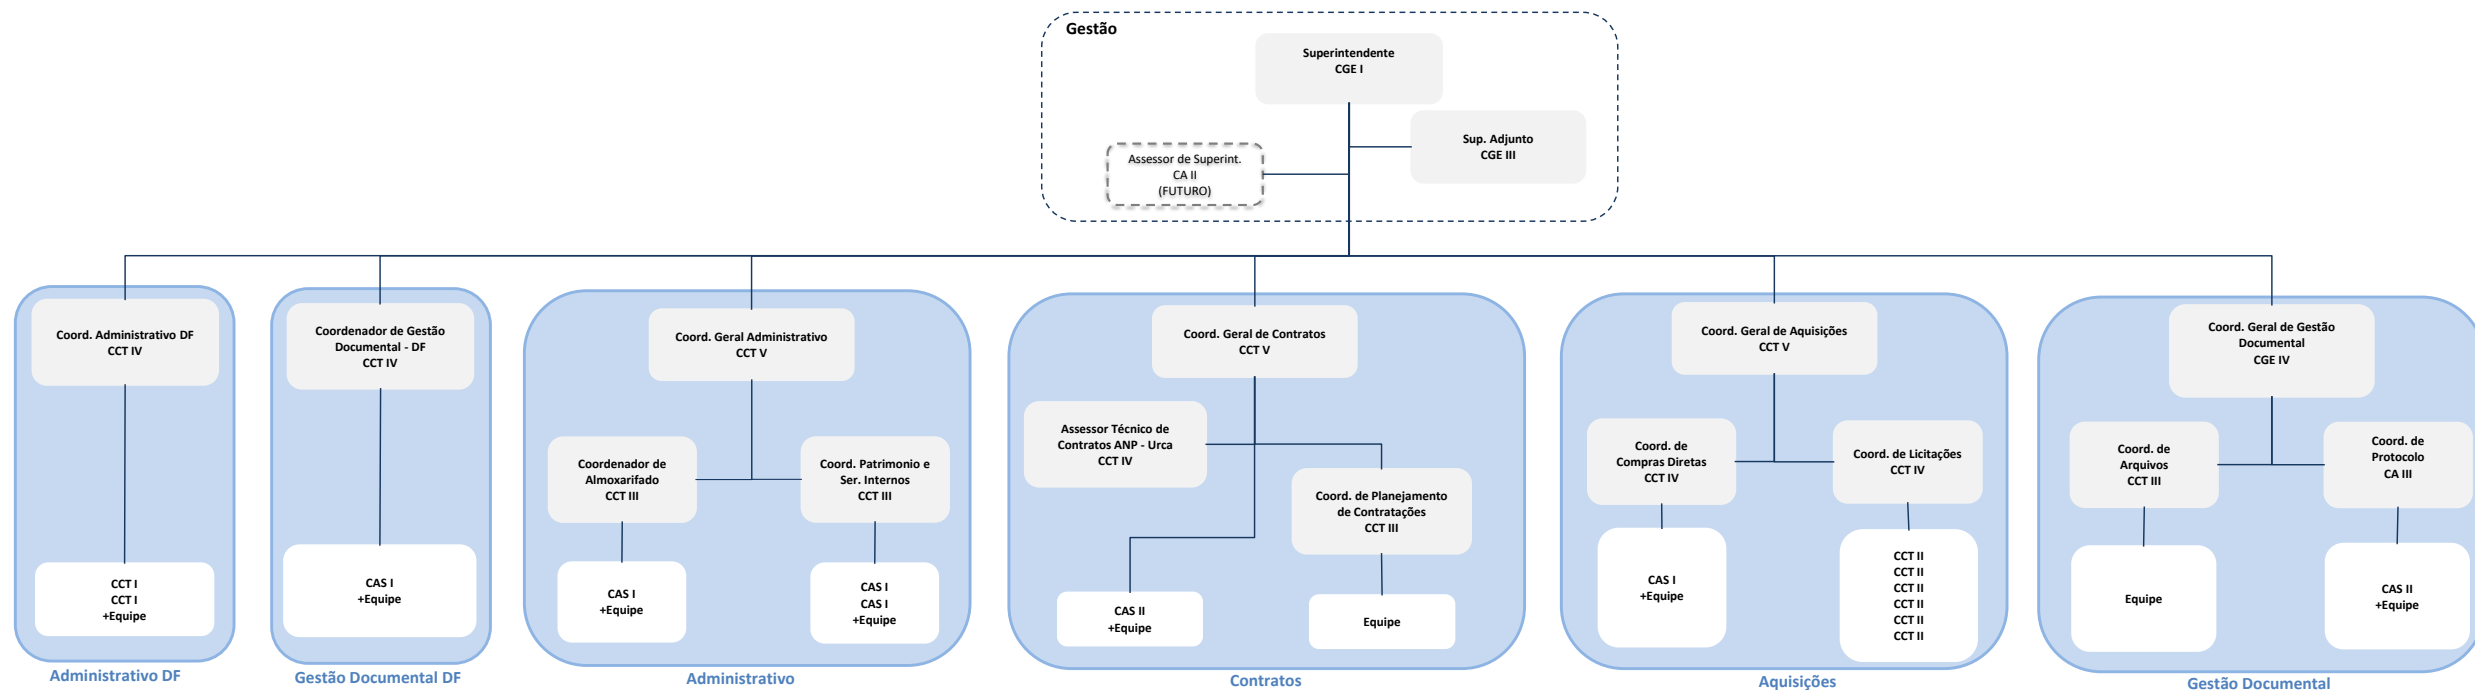 Gestão
Superintendente
CGE I
Sup. Adjunto
CGE III
Assessor de Superint.
CA II
(FUTURO)
Coord. Administrativo DF
CCT IV
CCT I
CCT I
+Equipe
Administrativo DF
Coordenador de Gestão
Documental - DF
CCT IV
CAS I
+Equipe
Gestão Documental DF
Coord. Geral Administrativo
CCT V
Coordenador de
Almoxarifado
CCT III
Coord. Patrimonio e
Ser. Internos
CCT III
CAS I
+Equipe
CAS I
CAS I
+Equipe
Administrativo
Coord. Geral de Contratos
CCT V
Assessor Técnico de
Contratos ANP - Urca
CCT IV
Coord. de Planejamento
de Contratações
CCT III
CAS II
+Equipe
Equipe
Contratos
Coord. Geral de Aquisições
CCT V
Coord. de
Compras Diretas
CCT IV
Coord. de Licitações
CCT IV
CAS I
+Equipe
CCT II
CCT II
CCT II
CCT II
CCT II
CCT II
Aquisições
Coord. Geral de Gestão
Documental
CGE IV
Coord. de
Arquivos
CCT III
Coord. de
Protocolo
CA III
Equipe
CAS II
+Equipe
Gestão Documental